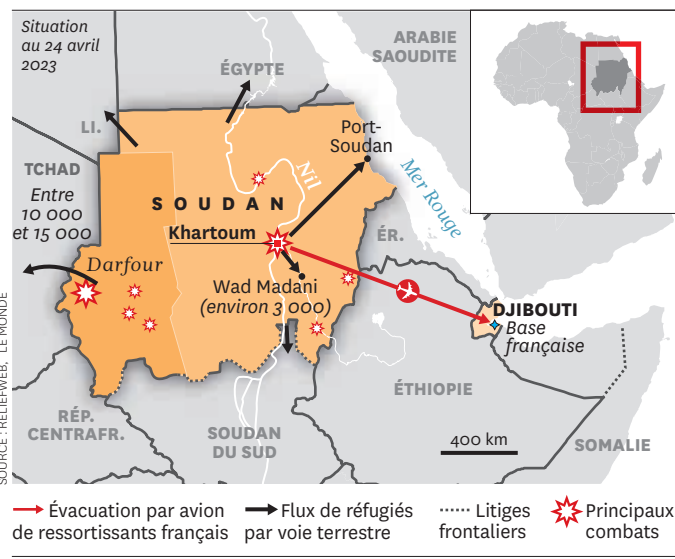 Situation
au 24 avril
2023
ARABIE
SAOUDITE
ÉGYPTE
LI.
Port-
Soudan
TCHAD
Entre
10 000
et 15 000
Nil
Mer Rouge
SOUDAN
Khartoum
ÉR.
Darfour
Wad Madani
(environ 3 000)
DJIBOUTI
Base
française
ÉTHIOPIE
RÉP.
CENTRAFR.
SOUDAN
DU SUD
400 km
SOMALIE
SOURCE : RELIEFWEB, LE MONDE
Évacuation par avion
de ressortissants français
Flux de réfugiés
par voie terrestre
Litiges
frontaliers
Principaux
combats